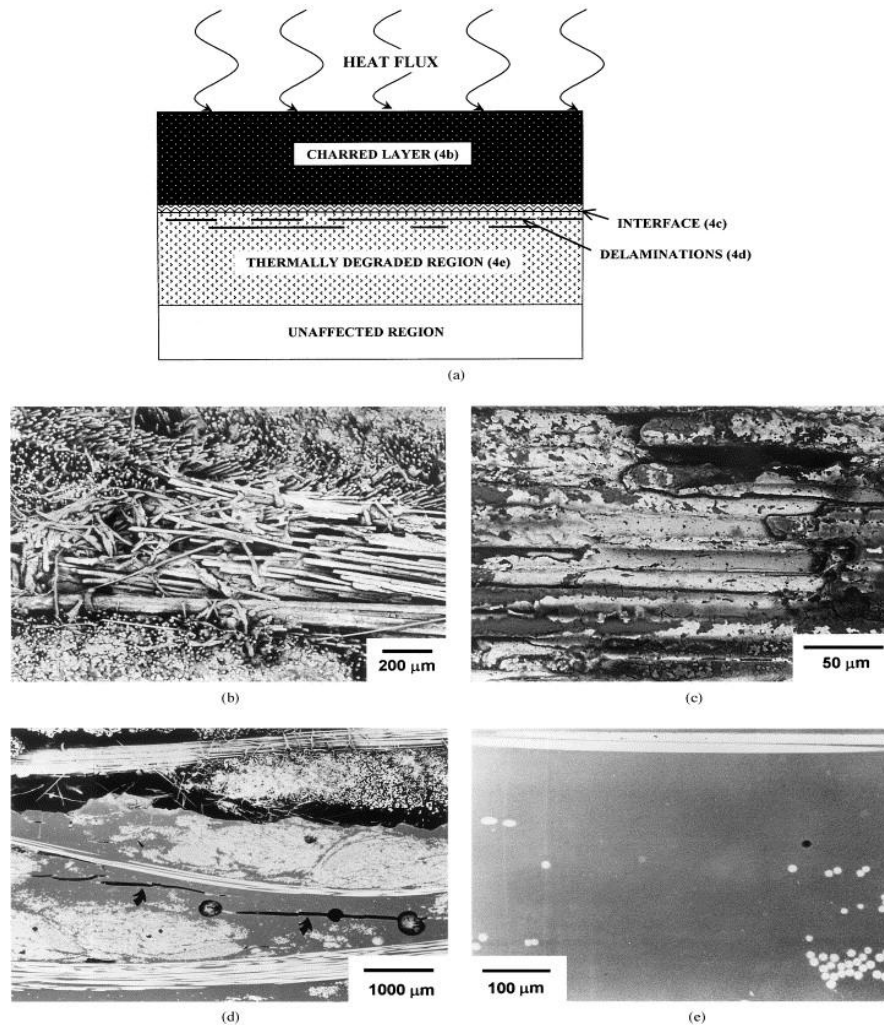 HEAT FLUX
CHARRED LAYER (4b)
INTERFACE (4c)
DELAMINATIONS (4d)
THERMALLY DEGRADED REGION (4e)
UNAFFECTED REGION
(a)
200 μm
50 μm
(b)
(c)
1000 μm
100 μm
(d)
(e)